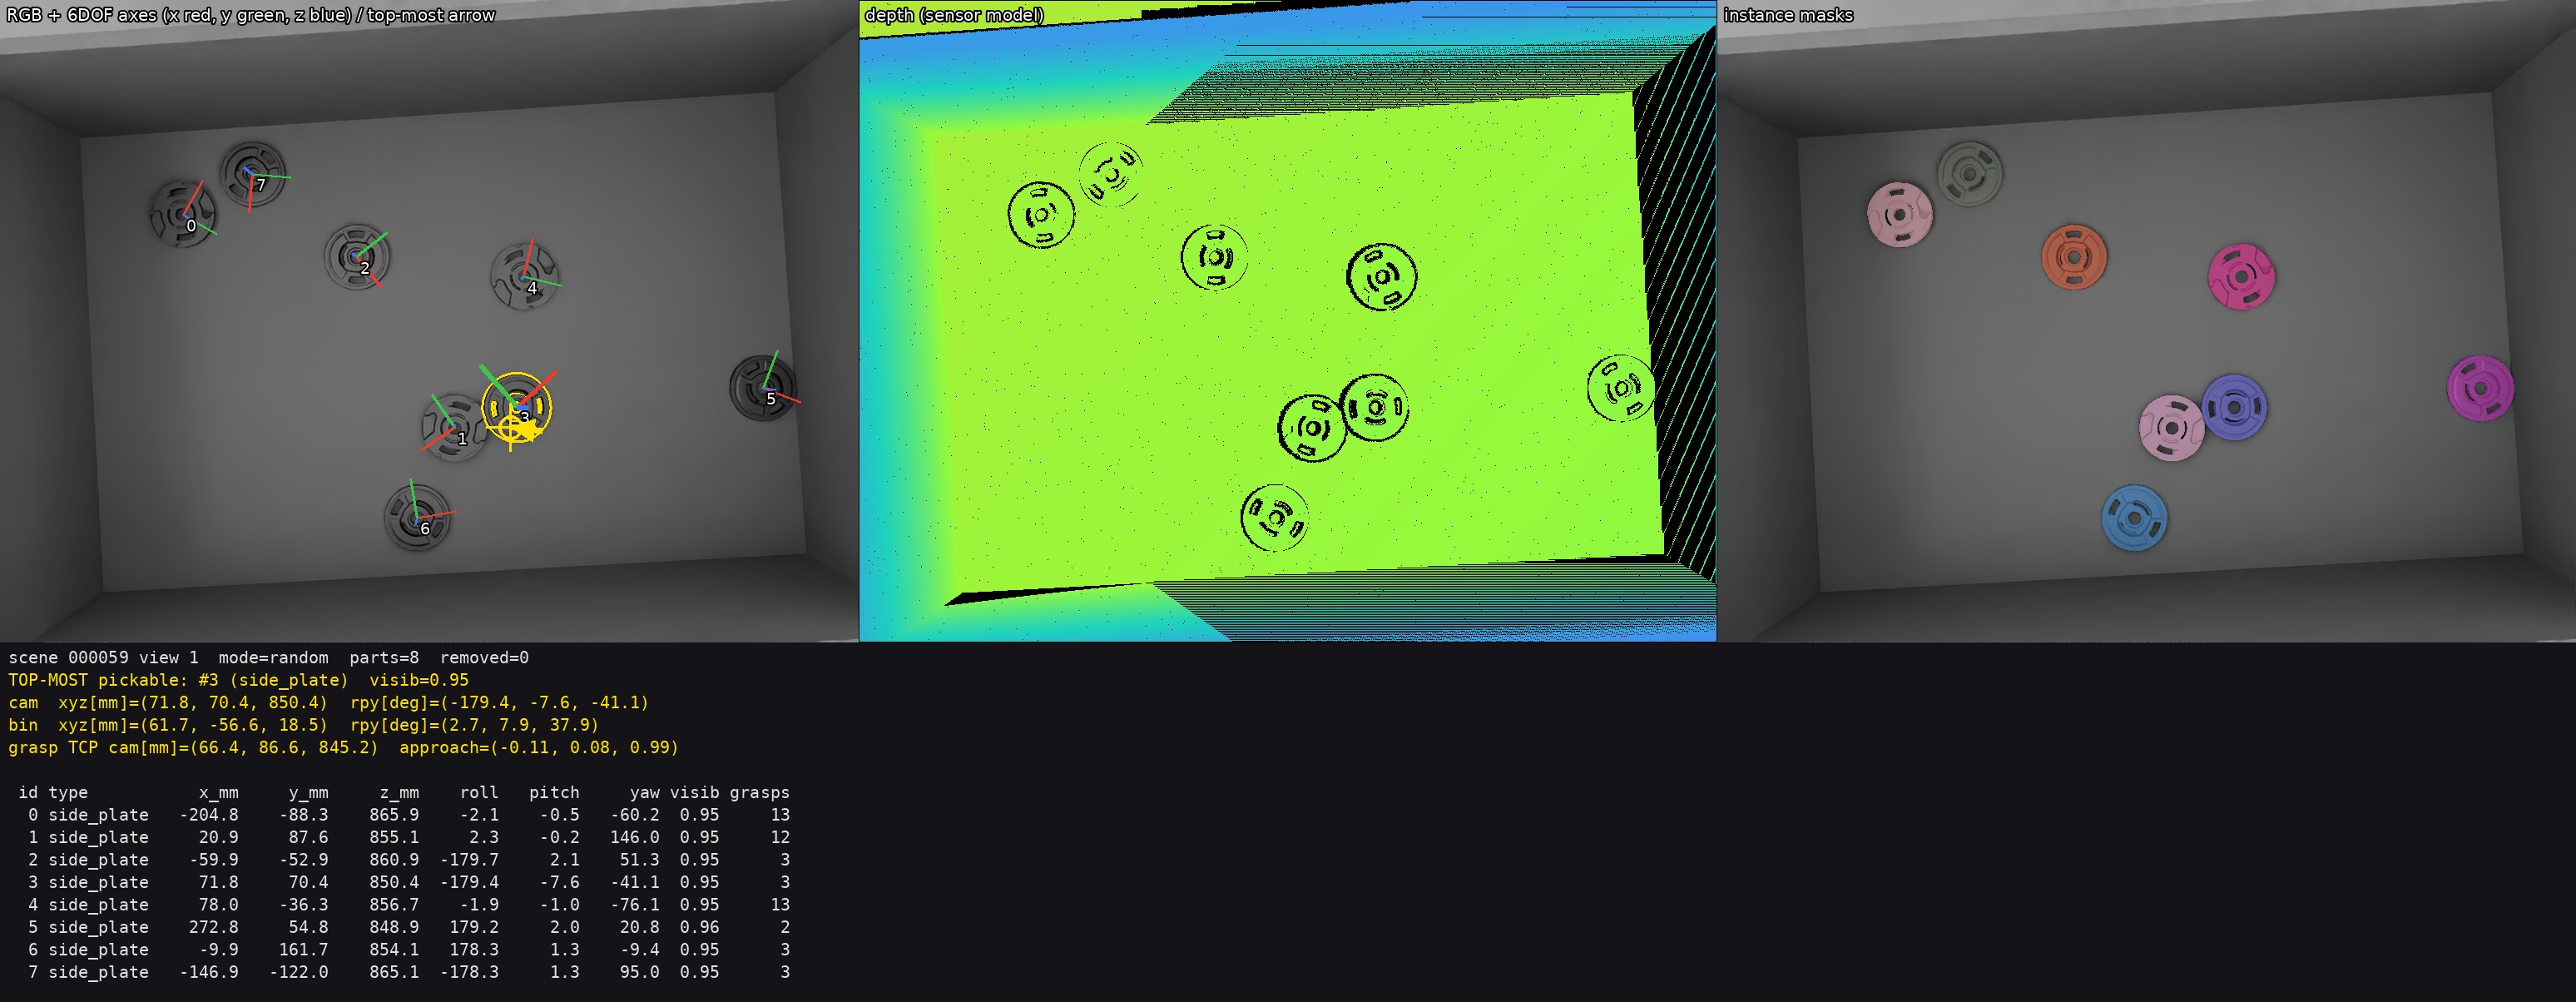 RGB + 6DOF axes (x red, y green, z blue) / top-most arrow
depth (sensor model)
instance masks
7
0
2
4
3
5
1
6
scene 000059 view 1  mode=random  parts=8  removed=0
TOP-MOST pickable: #3 (side_plate)  visib=0.95
cam  xyz[mm]=(71.8, 70.4, 850.4)  rpy[deg]=(-179.4, -7.6, -41.1)
bin  xyz[mm]=(61.7, -56.6, 18.5)  rpy[deg]=(2.7, 7.9, 37.9)
grasp TCP cam[mm]=(66.4, 86.6, 845.2)  approach=(-0.11, 0.08, 0.99)
id type x_mm y_mm z_mm roll pitch yaw visib grasps
0 side_plate -204.8 -88.3 865.9 -2.1 -0.5 -60.2 0.95 13
1 side_plate 20.9 87.6 855.1 2.3 -0.2 146.0 0.95 12
2 side_plate -59.9 -52.9 860.9 -179.7 2.1 51.3 0.95 3
3 side_plate 71.8 70.4 850.4 -179.4 -7.6 -41.1 0.95 3
4 side_plate 78.0 -36.3 856.7 -1.9 -1.0 -76.1 0.95 13
5 side_plate 272.8 54.8 848.9 179.2 2.0 20.8 0.96 2
6 side_plate -9.9 161.7 854.1 178.3 1.3 -9.4 0.95 3
7 side_plate -146.9 -122.0 865.1 -178.3 1.3 95.0 0.95 3